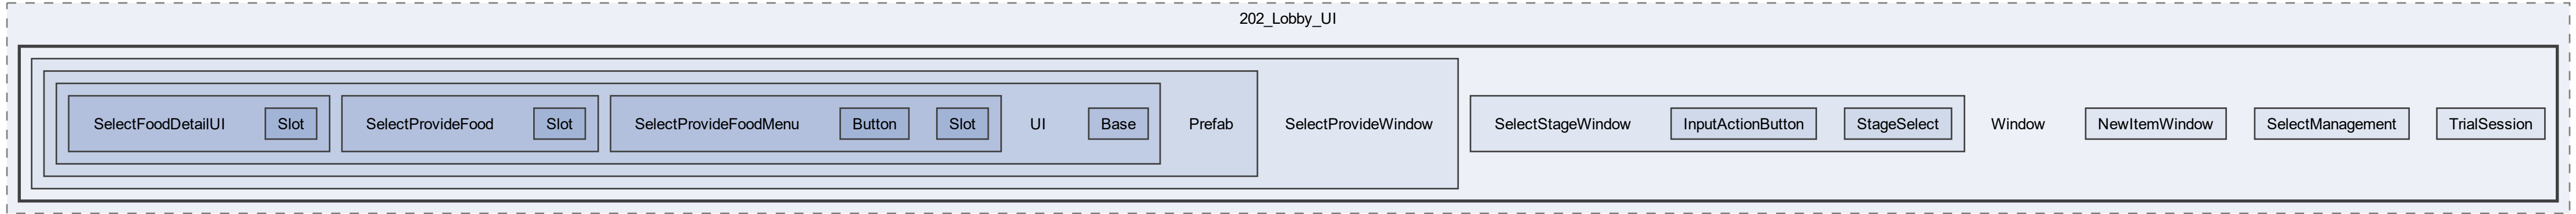 202_Lobby_UI
SelectFoodDetailUI
Slot
SelectProvideFood
Slot
SelectProvideFoodMenu
Button
Slot
UI
Base
Prefab
SelectProvideWindow
SelectStageWindow
InputActionButton
StageSelect
Window
NewItemWindow
SelectManagement
TrialSession